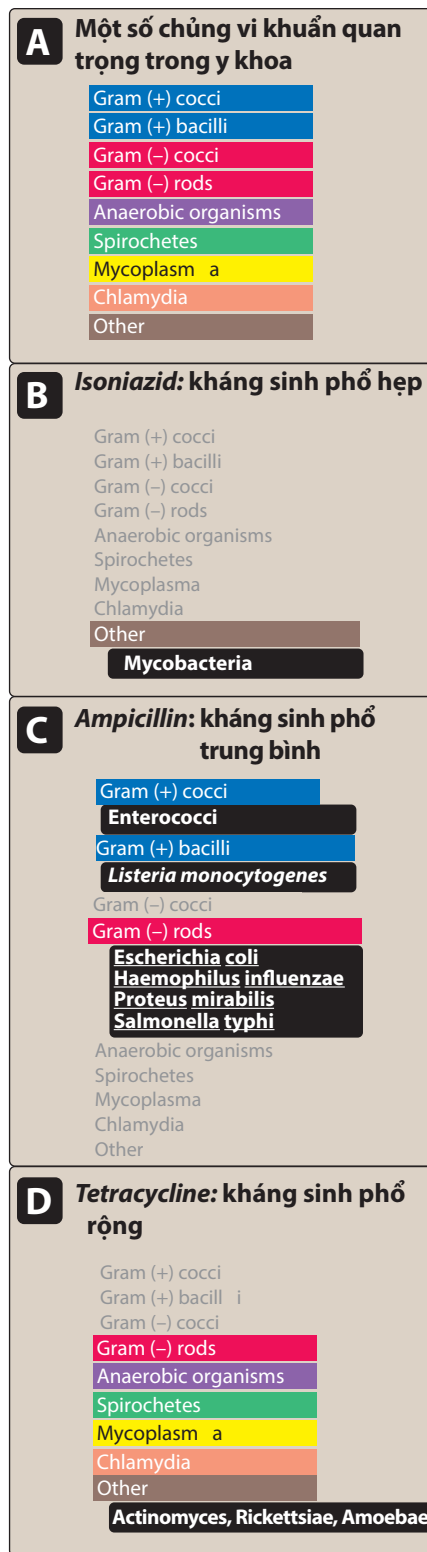 A
Một số chủng vi khuẩn quan
trọng trong y khoa
Gram (+) cocci
Gram (+) bacilli
Gram (–) cocci
Gram (–) rods
Anaerobic organisms
Spirochetes
Mycoplasm a
Chlamydia
Other
B
Isoniazid: kháng sinh phổ hẹp
Gram (+) cocci
Gram (+) bacilli
Gram (–) cocci
Gram (–) rods
Anaerobic organisms
Spirochetes
Mycoplasma
Chlamydia
Other
Mycobacteria
C
Ampicillin: kháng sinh phổ
trung bình
Gram (+) cocci
Enterococci
Gram (+) bacilli
Listeria monocytogenes
Gram (–) cocci
Gram (–) rods
Escherichia coli
Haemophilus influenzae
Proteus mirabilis
Salmonella typhi
Anaerobic organisms
Spirochetes
Mycoplasma
Chlamydia
Other
D
Tetracycline: kháng sinh phổ
rộng
Gram (+) cocci
Gram (+) bacill i
Gram (–) cocci
Gram (–) rods
Anaerobic organisms
Spirochetes
Mycoplasm a
Chlamydia
Other
Actinomyces, Rickettsiae, Amoebae